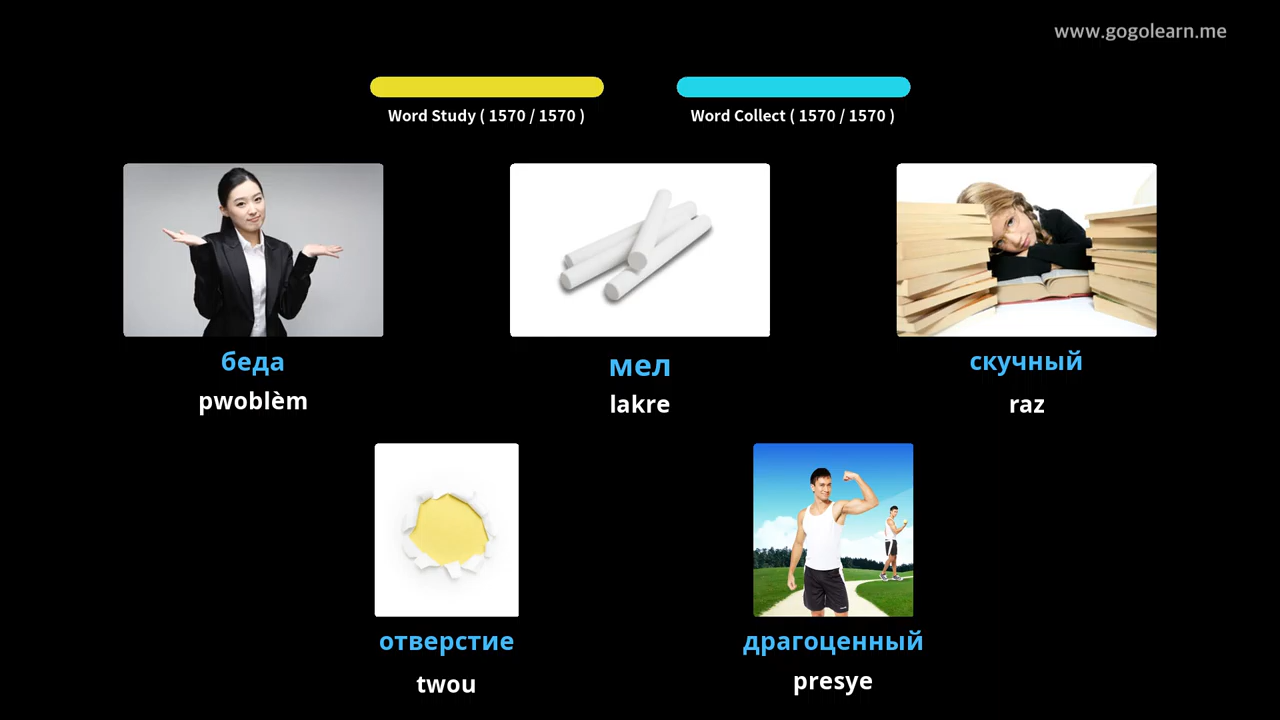 www.gogolearn.me
Word Study ( 1570 / 1570 )
Word Collect ( 1570 / 1570 )
беда
pwoblèm
мел
lakre
скучный
raz
отверстие
twou
драгоценный
presye